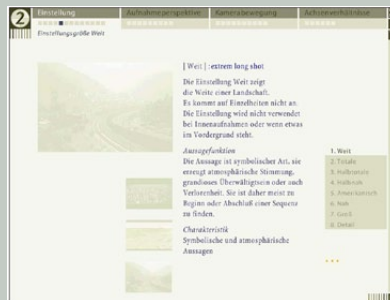 2
Einstellung
Aufnahmeperspektive
Kamerabewegung
Achsenverhältnisse
Einstellungsgröße Weit
[ Weit ] : extrem long shot
Die Einstellung Weit zeigt
die Weite einer Landschaft.
Es kommt auf Einzelheiten nicht an.
Die Einstellung wird nicht verwendet
bei Innenaufnahmen oder wenn etwas
im Vordergrund steht.
Aussagefunktion
Die Aussage ist symbolischer Art, sie
erzeugt atmosphärische Stimmung,
grandioses Überwältigtsein oder auch
Verlorenheit. Sie ist daher meist zu
Beginn oder Abschluß einer Sequenz
zu finden.
Charakteristik
Symbolische und atmosphärische
Aussagen
1. Weit
2. Totale
3. Halbtotale
4. Halbnah
5. Amerikanisch
6. Nah
7. Groß
8. Detail